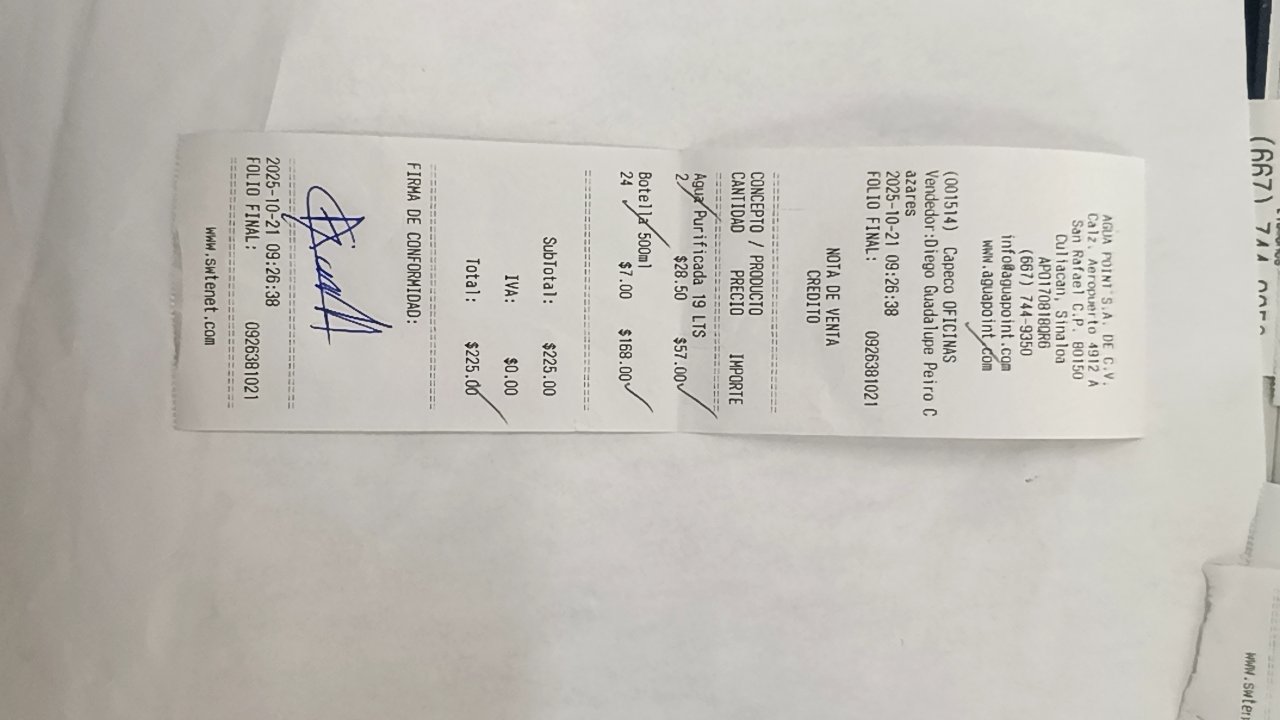 AGUA POINT S.A. DE C.V.
Calz. Aeropuerto 4912 A
San Rafael C.P. 80150
Culiacan, Sinaloa
APO170818QR6
(667) 744-9350
info@aguapoint.com
www.aguapoint.com
(001514) Capeco OFICINAS
Vendedor:Diego Guadalupe Peiro C
azares
2025-10-21 09:26:38
FOLIO FINAL: 0926381021
NOTA DE VENTA
CREDITO
CONCEPTO / PRODUCTO
CANTIDAD PRECIO IMPORTE
Agua Purificada 19 LTS
2 $28.50 $57.00
Botella 500ml
24 $7.00 $168.00
SubTotal: $225.00
IVA: $0.00
Total: $225.00
FIRMA DE CONFORMIDAD:
2025-10-21 09:26:38
FOLIO FINAL: 0926381021
www.swtenet.com
(667) 744
www.swten